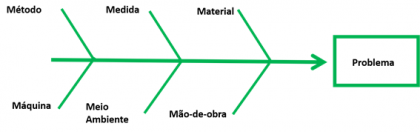 Método
Medida
Material
Problema
Máquina
Meio
Ambiente
Mão-de-obra